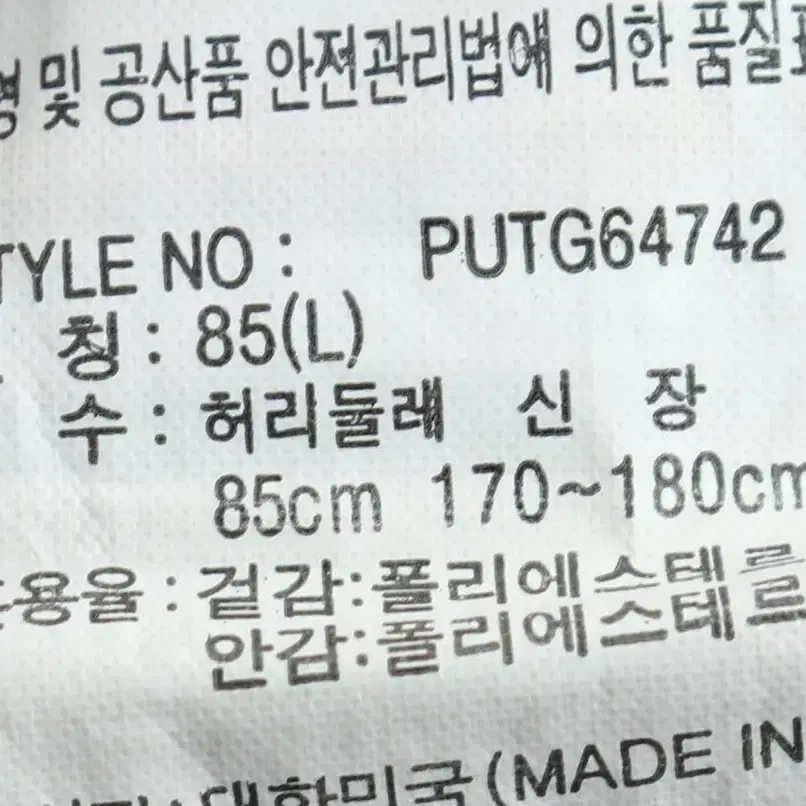 및 공산품 안전관리법에 의한 품질표
STYLE NO : PUTG64742
칭 : 85(L)
수 : 허리둘레 신 장
85cm 170~180cm
용율 : 겉감:폴리에스테르
안감:폴리에스테르
대한민국(MADE IN